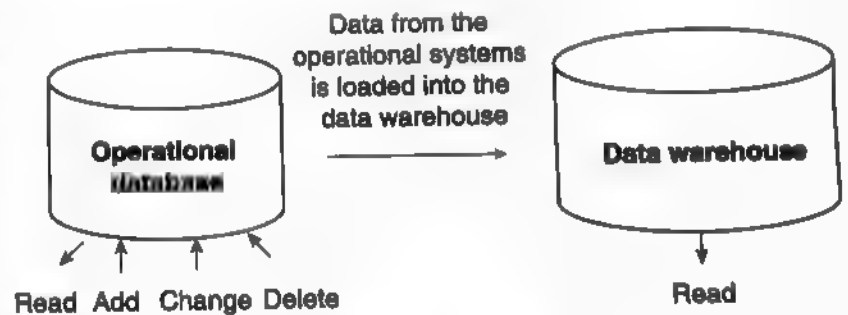 Data from the
operational systems
is loaded into the
data warehouse
Operational
database
Data warehouse
Read Add Change Delete
Read